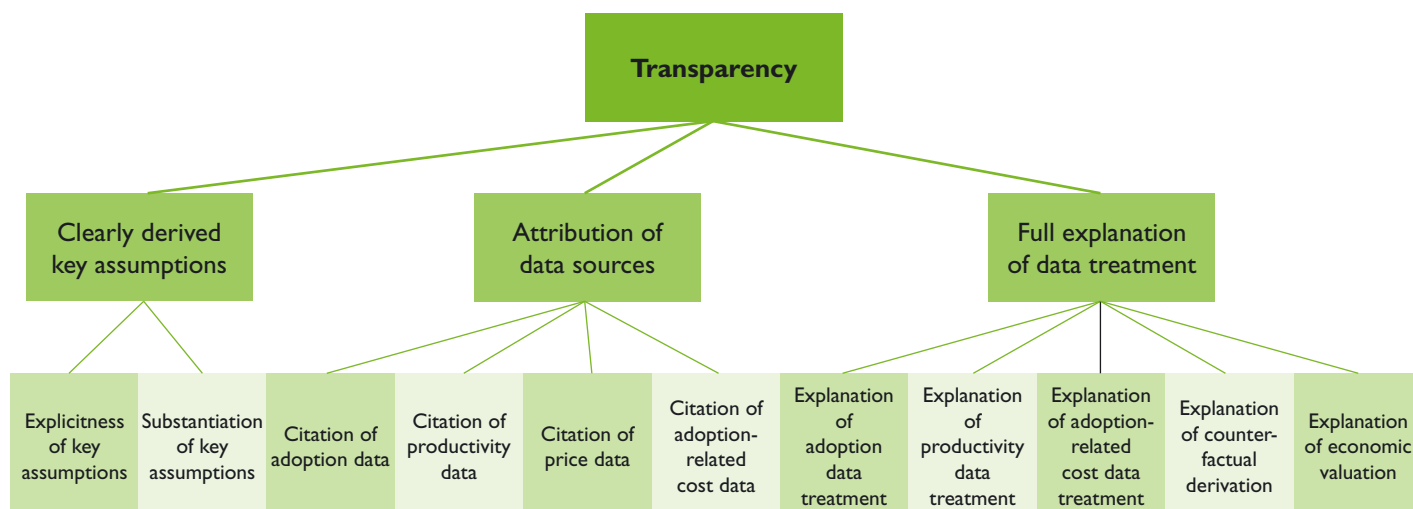 Transparency
Clearly derived
key assumptions
Attribution of
data sources
Full explanation
of data treatment
Explicitness
of key
assumptions
Substantiation
of key
assumptions
Citation of
adoption data
Citation of
productivity
data
Citation of
price data
Citation of
adoption-
related
cost data
Explanation
of
adoption
data
treatment
Explanation
of
productivity
data
treatment
Explanation
of adoption-
related
cost data
treatment
Explanation
of counter-
factual
derivation
Explanation
of economic
valuation